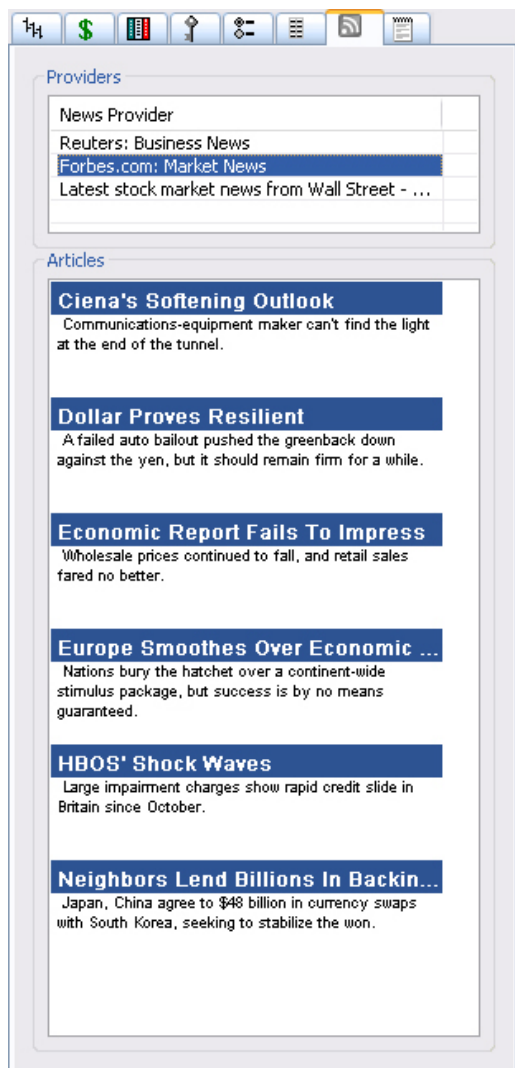 $
Providers
News Provider
Reuters: Business News
Forbes.com: Market News
Latest stock market news from Wall Street - ...
Articles
Ciena's Softening Outlook
Communications-equipment maker can't find the light
at the end of the tunnel.
Dollar Proves Resilient
A failed auto bailout pushed the greenback down
against the yen, but it should remain firm for a while.
Economic Report Fails To Impress
Wholesale prices continued to fall, and retail sales
fared no better.
Europe Smoothes Over Economic ...
Nations bury the hatchet over a continent-wide
stimulus package, but success is by no means
guaranteed.
HBOS' Shock Waves
Large impairment charges show rapid credit slide in
Britain since October.
Neighbors Lend Billions In Backin...
Japan, China agree to $48 billion in currency swaps
with South Korea, seeking to stabilize the won.